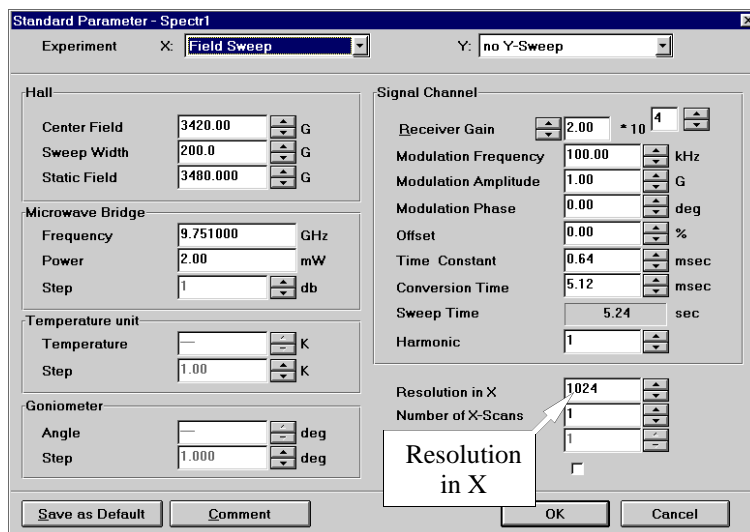 Standard Parameter - Spectr1
Experiment X: Field Sweep Y: no Y-Sweep
Hall
Center Field 3420.00 G
Sweep Width 200.0 G
Static Field 3480.000 G
Microwave Bridge
Frequency 9.751000 GHz
Power 2.00 mW
Step 1 db
Temperature unit
Temperature — K
Step 1.00 K
Goniometer
Angle — deg
Step 1.000 deg
Signal Channel
Receiver Gain 2.00 * 10 4
Modulation Frequency 100.00 kHz
Modulation Amplitude 1.00 G
Modulation Phase 0.00 deg
Offset 0.00 %
Time Constant 0.64 msec
Conversion Time 5.12 msec
Sweep Time 5.24 sec
Harmonic 1
Resolution in X 1024
Number of X-Scans 1
1
Resolution
in X
Save as Default Comment OK Cancel